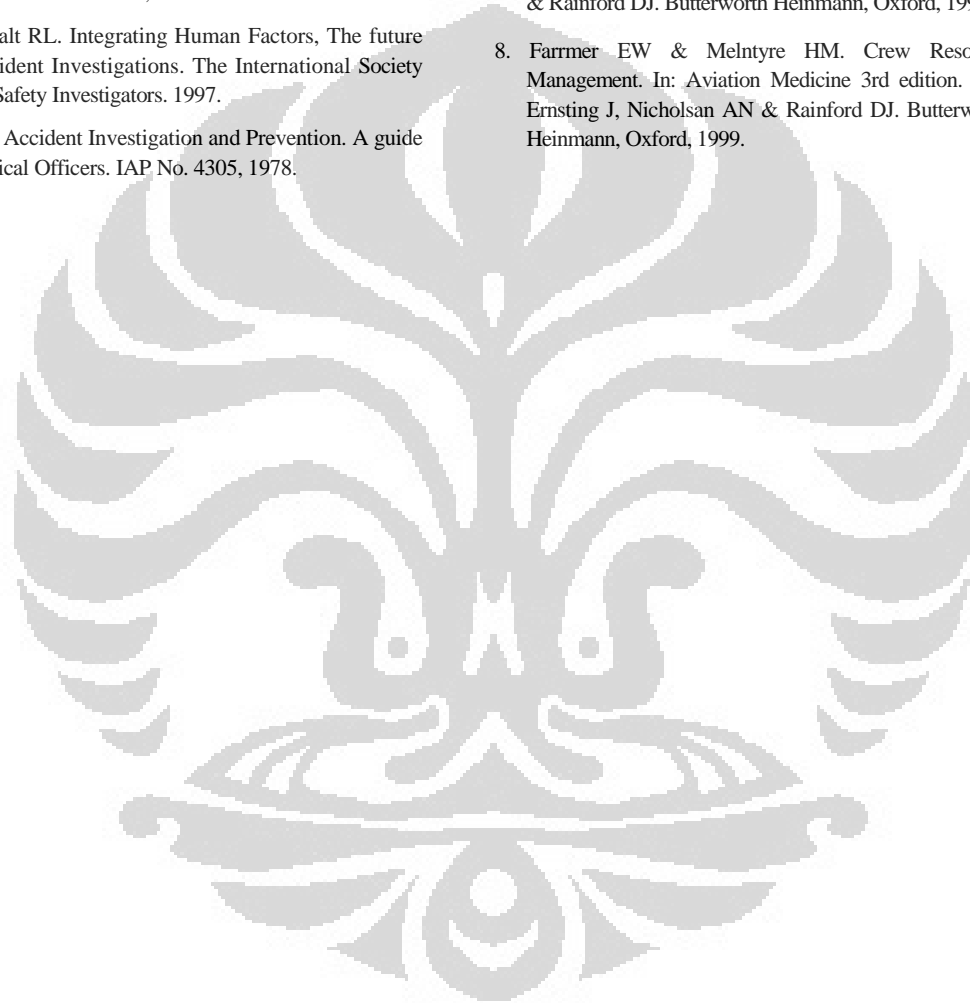 alt RL. Integrating Human Factors, The future
ident Investigations. The International Society
Safety Investigators. 1997.
Accident Investigation and Prevention. A guide
ical Officers. IAP No. 4305, 1978.
& Rainford DJ. Butterworth Heinmann, Oxford, 199
8. Farrmer EW & Melntyre HM. Crew Reso
Management. In: Aviation Medicine 3rd edition.
Ernsting J, Nicholsan AN & Rainford DJ. Butterw
Heinmann, Oxford, 1999.